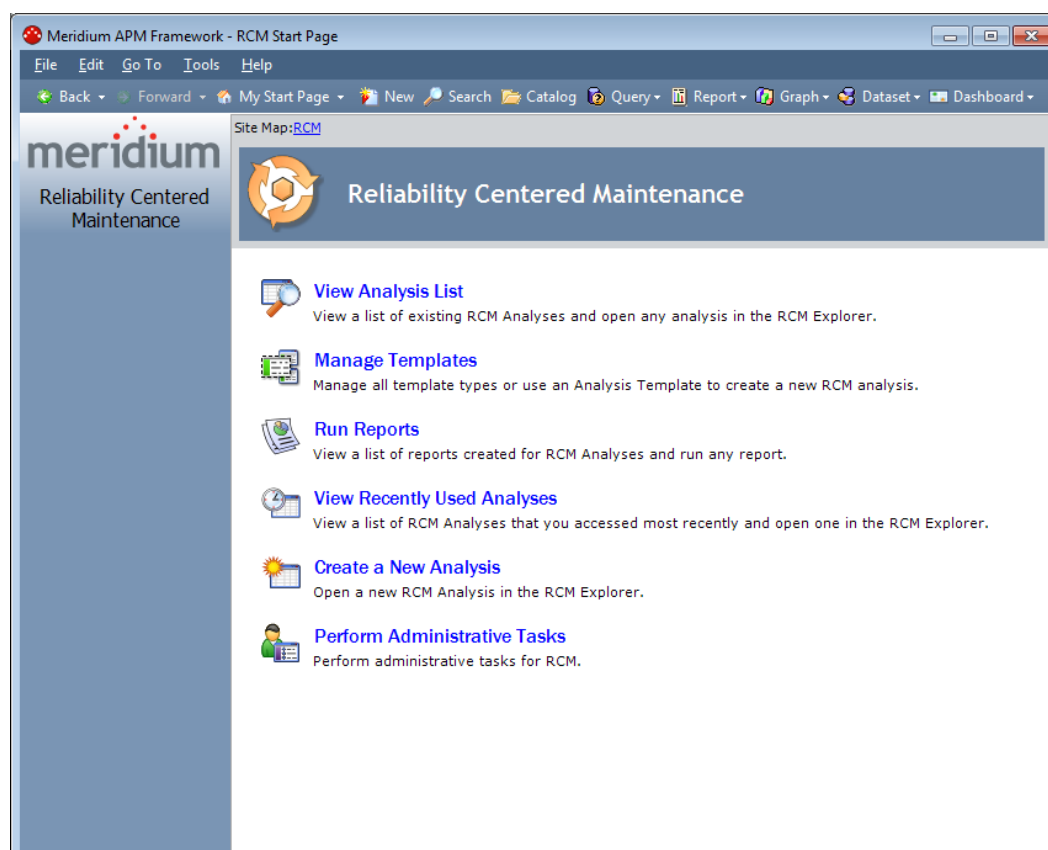 Meridium APM Framework - RCM Start Page
File Edit Go To Tools Help
Back Forward My Start Page New Search Catalog Query Report Graph Dataset Dashboard
meridium
Reliability Centered
Maintenance
Site Map:RCM
Reliability Centered Maintenance
View Analysis List
View a list of existing RCM Analyses and open any analysis in the RCM Explorer.
Manage Templates
Manage all template types or use an Analysis Template to create a new RCM analysis.
Run Reports
View a list of reports created for RCM Analyses and run any report.
View Recently Used Analyses
View a list of RCM Analyses that you accessed most recently and open one in the RCM Explorer.
Create a New Analysis
Open a new RCM Analysis in the RCM Explorer.
Perform Administrative Tasks
Perform administrative tasks for RCM.